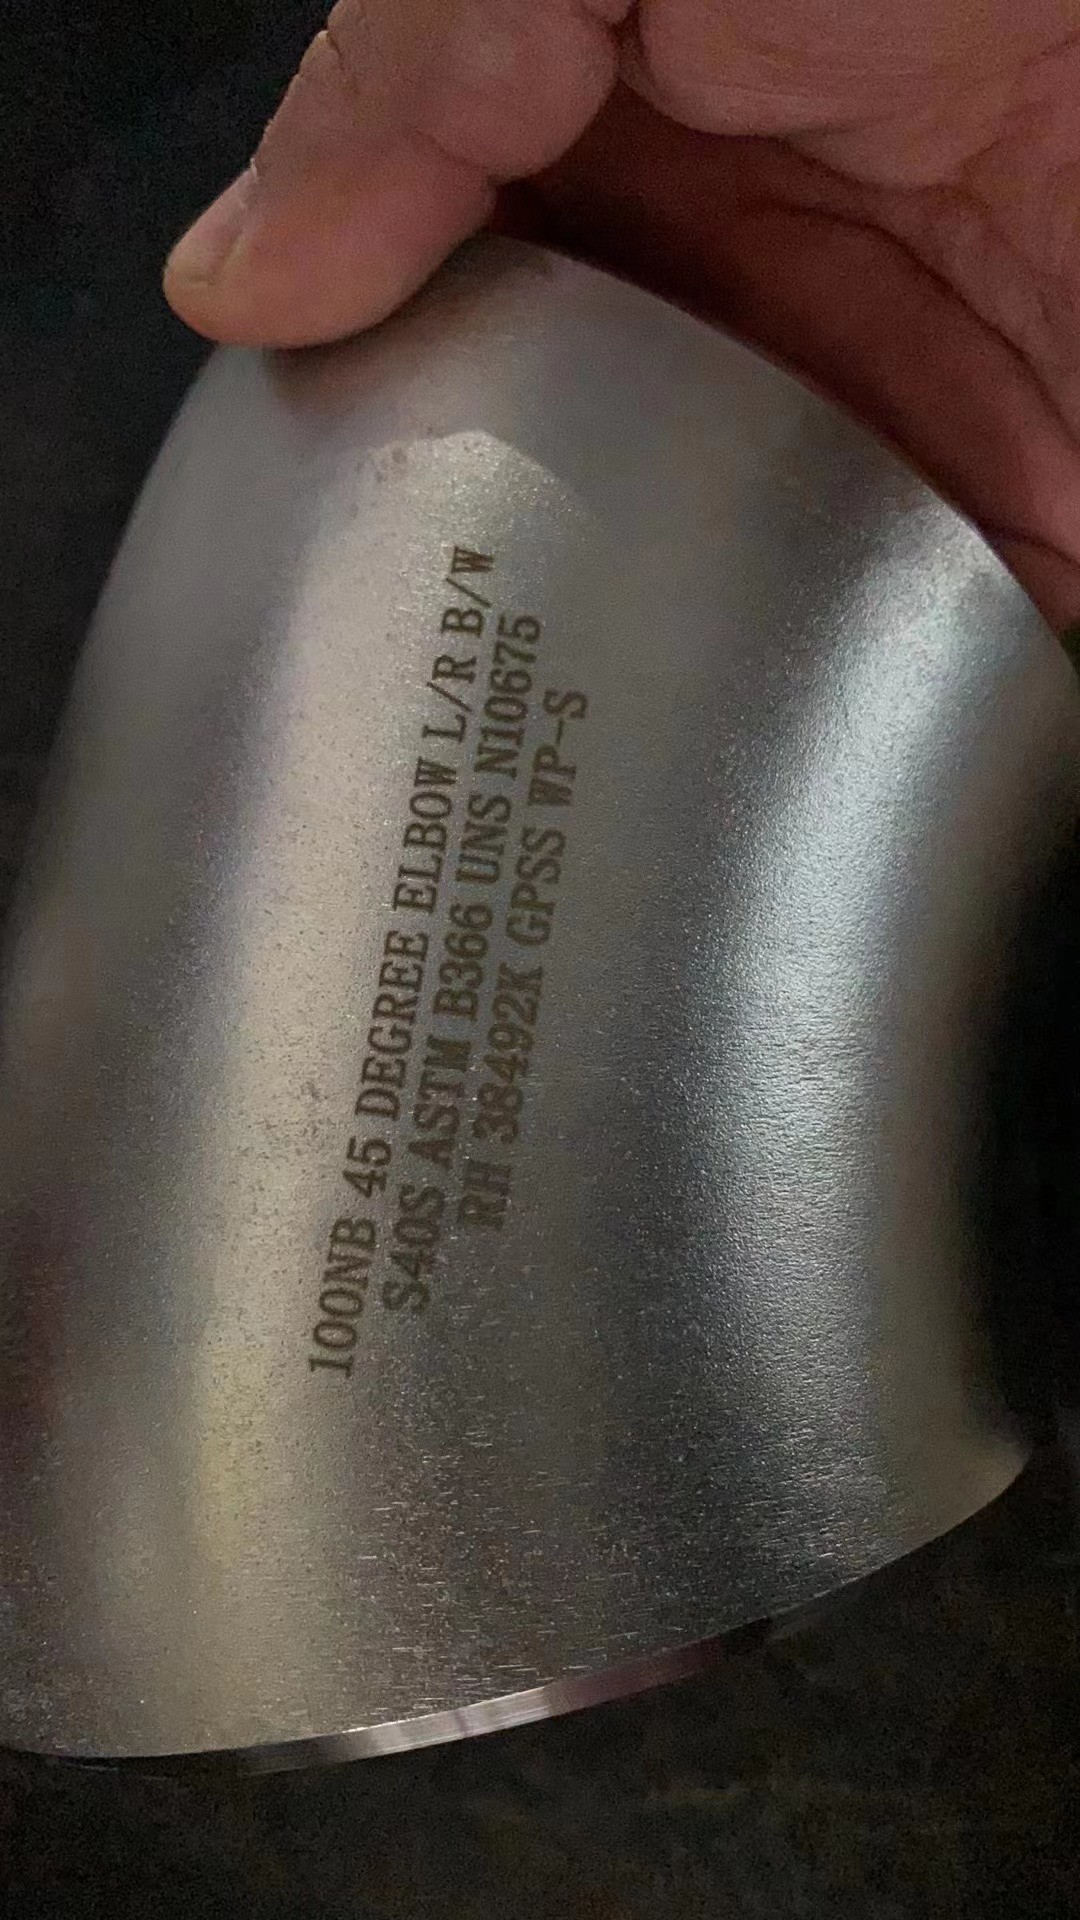 100NB 45 DEGREE ELBOW L/R B/W
S40S ASTM B366 UNS N10675
RH 38492K GPSS WP-S